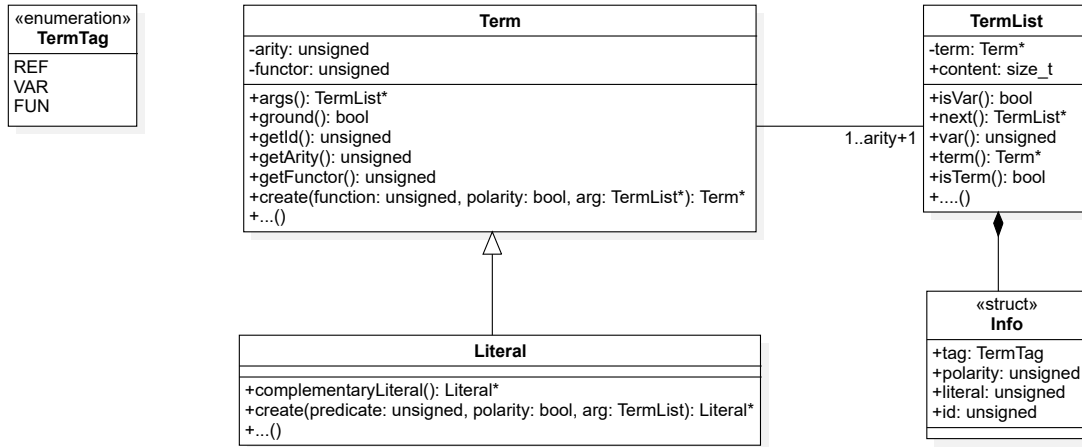 «enumeration»
TermTag
REF
VAR
FUN
Term
-arity: unsigned
-functor: unsigned
+args(): TermList*
+ground(): bool
+getId(): unsigned
+getArity(): unsigned
+getFunctor(): unsigned
+create(function: unsigned, polarity: bool, arg: TermList*): Term*
+...()
1..arity+1
TermList
-term: Term*
+content: size_t
+isVar(): bool
+next(): TermList*
+var(): unsigned
+term(): Term*
+isTerm(): bool
+....()
Literal
+complementaryLiteral(): Literal*
+create(predicate: unsigned, polarity: bool, arg: TermList): Literal*
+...()
«struct»
Info
+tag: TermTag
+polarity: unsigned
+literal: unsigned
+id: unsigned